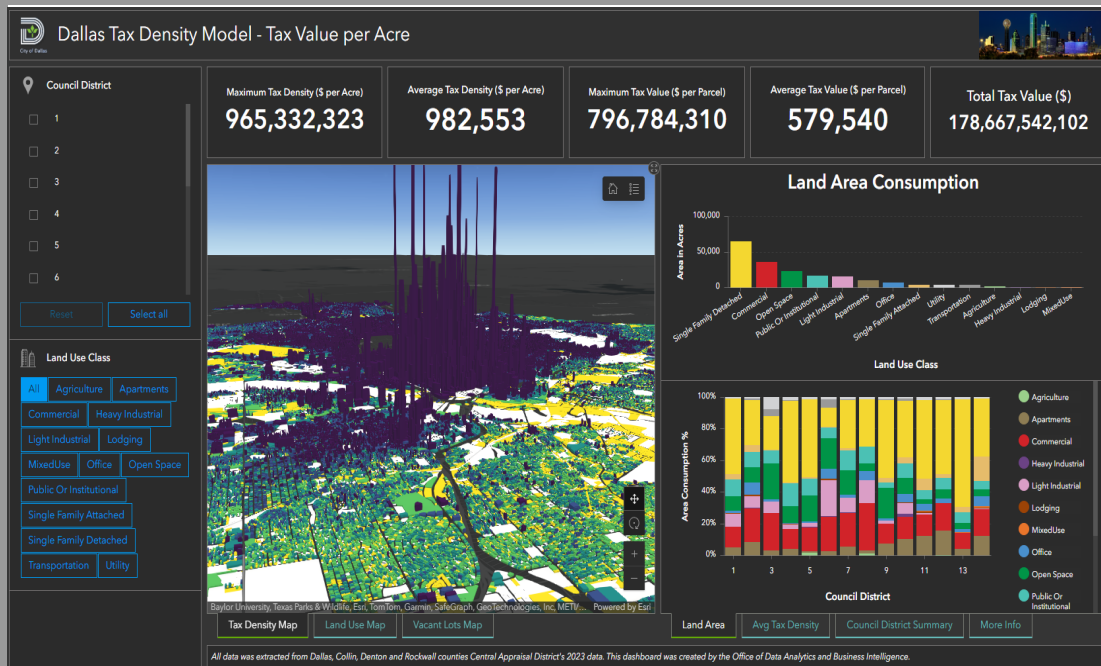 City of Dallas
Dallas Tax Density Model - Tax Value per Acre
Council District
1
2
3
4
5
6
Reset
Select all
Land Use Class
All
Agriculture
Apartments
Commercial
Heavy Industrial
Light Industrial
Lodging
MixedUse
Office
Open Space
Public Or Institutional
Single Family Attached
Single Family Detached
Transportation
Utility
Maximum Tax Density ($ per Acre)
965,332,323
Average Tax Density ($ per Acre)
982,553
Maximum Tax Value ($ per Parcel)
796,784,310
Average Tax Value ($ per Parcel)
579,540
Total Tax Value ($)
178,667,542,102
Baylor University, Texas Parks & Wildlife, Esri, TomTom, Garmin, SafeGraph, GeoTechnologies, Inc, METI/...
Powered by Esri
Tax Density Map
Land Use Map
Vacant Lots Map
Land Area Consumption
Area in Acres
100,000
50,000
0
Single Family Detached
Commercial
Open Space
Public Or Institutional
Light Industrial
Apartments
Office
Single Family Attached
Utility
Transportation
Agriculture
Heavy Industrial
Lodging
MixedUse
Land Use Class
Area Consumption %
100%
80%
60%
40%
20%
0%
1
3
5
7
9
11
13
Council District
Agriculture
Apartments
Commercial
Heavy Industrial
Light Industrial
Lodging
MixedUse
Office
Open Space
Public Or
Institutional
Land Area
Avg Tax Density
Council District Summary
More Info
All data was extracted from Dallas, Collin, Denton and Rockwall counties Central Appraisal District's 2023 data. This dashboard was created by the Office of Data Analytics and Business Intelligence.